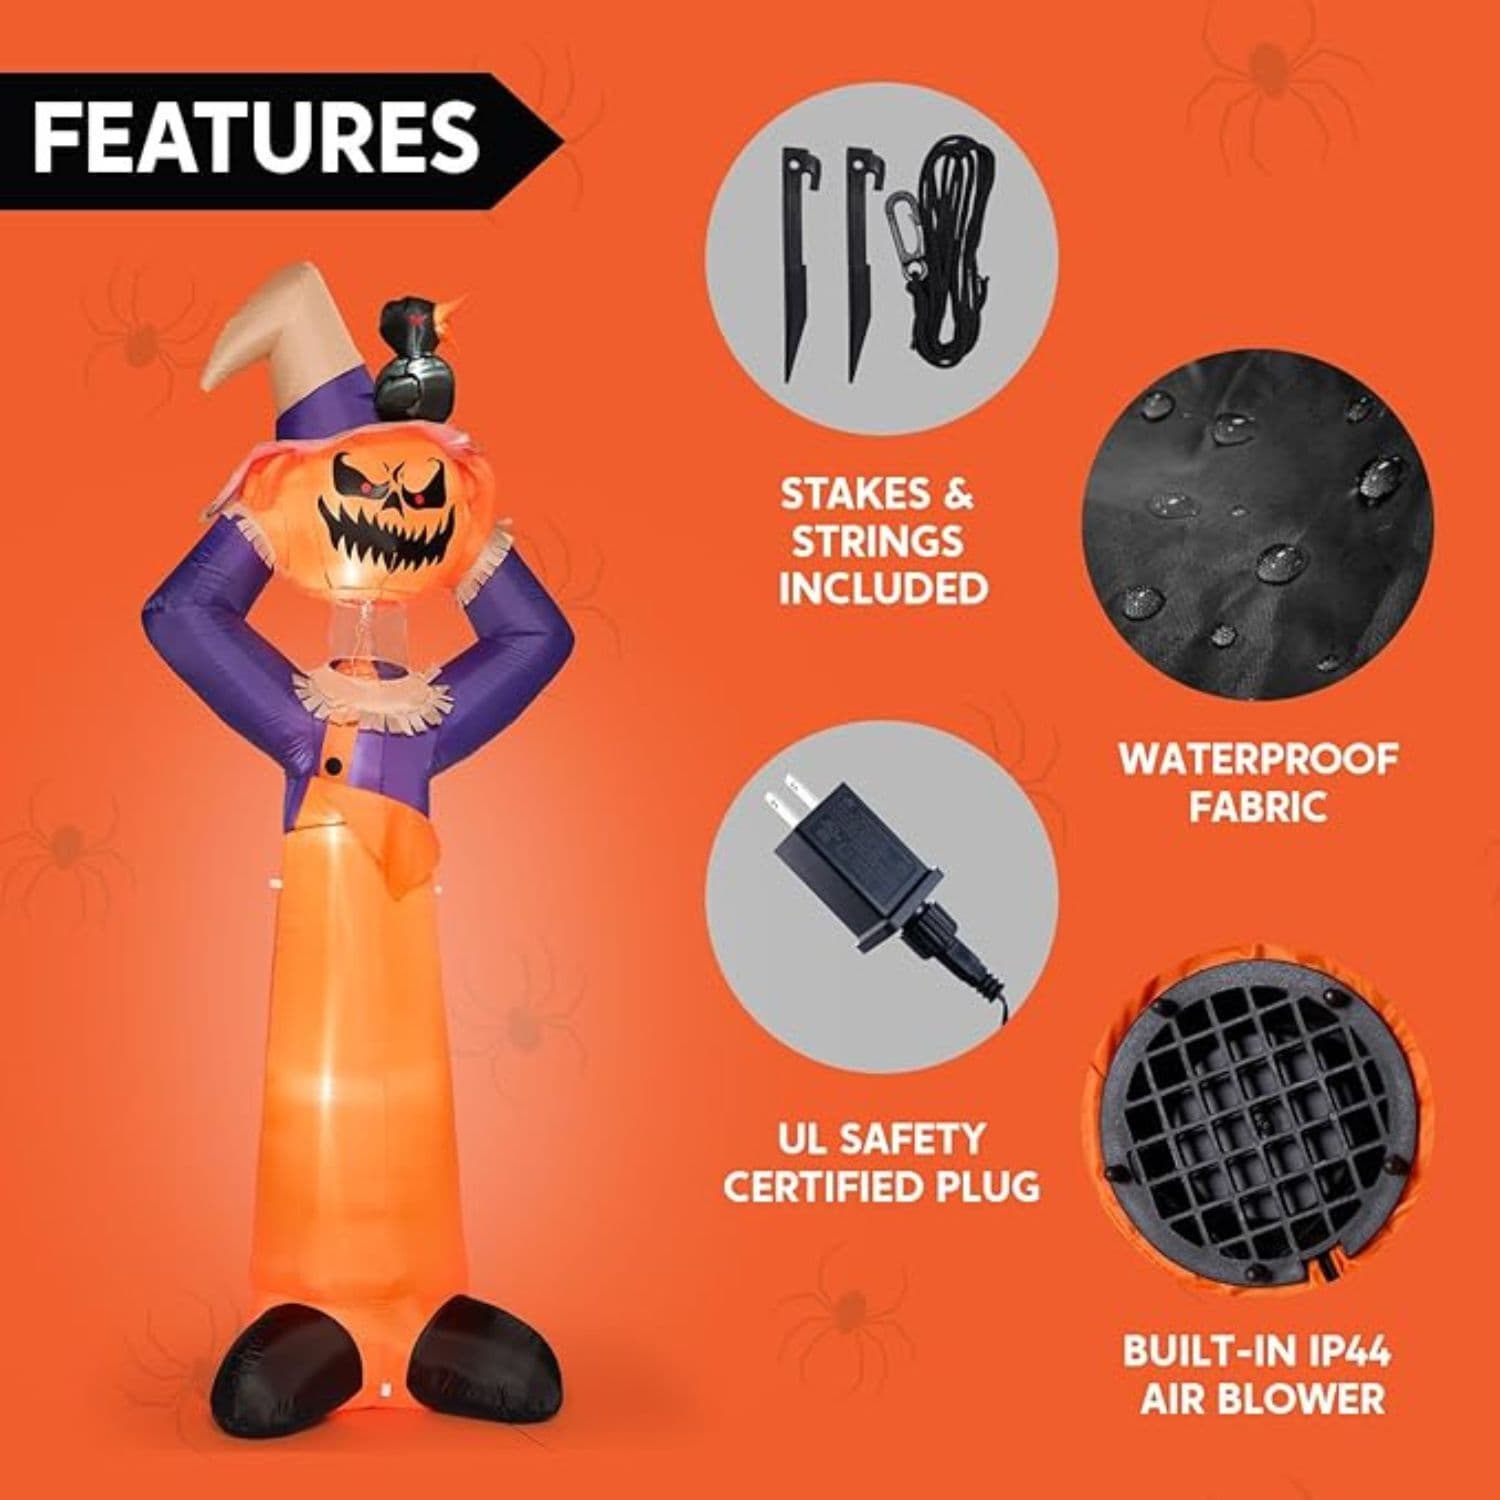 FEATURES
STAKES &
STRINGS
INCLUDED
WATERPROOF
FABRIC
UL SAFETY
CERTIFIED PLUG
BUILT-IN IP44
AIR BLOWER